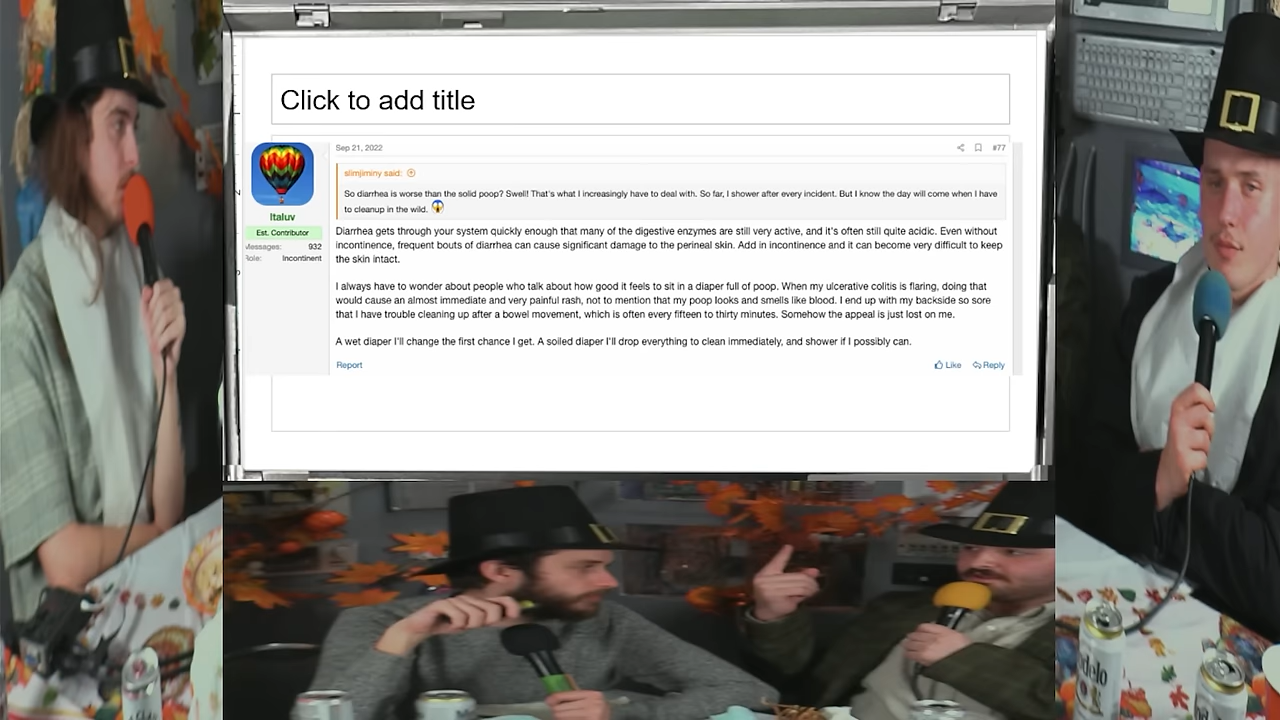 Click to add title
Sep 21, 2022
#77
slimjiminy said:
So diarrhea is worse than the solid poop? Swell! That's what I increasingly have to deal with. So far, I shower after every incident. But I know the day will come when I have
to cleanup in the wild. 😱
ltaluv
Est. Contributor
Messages: 932
Role: Incontinent
Diarrhea gets through your system quickly enough that many of the digestive enzymes are still very active, and it's often still quite acidic. Even without
incontinence, frequent bouts of diarrhea can cause significant damage to the perineal skin. Add in incontinence and it can become very difficult to keep
the skin intact.
I always have to wonder about people who talk about how good it feels to sit in a diaper full of poop. When my ulcerative colitis is flaring, doing that
would cause an almost immediate and very painful rash, not to mention that my poop looks and smells like blood. I end up with my backside so sore
that I have trouble cleaning up after a bowel movement, which is often every fifteen to thirty minutes. Somehow the appeal is just lost on me.
A wet diaper I'll change the first chance I get. A soiled diaper I'll drop everything to clean immediately, and shower if I possibly can.
Report
Like
Reply